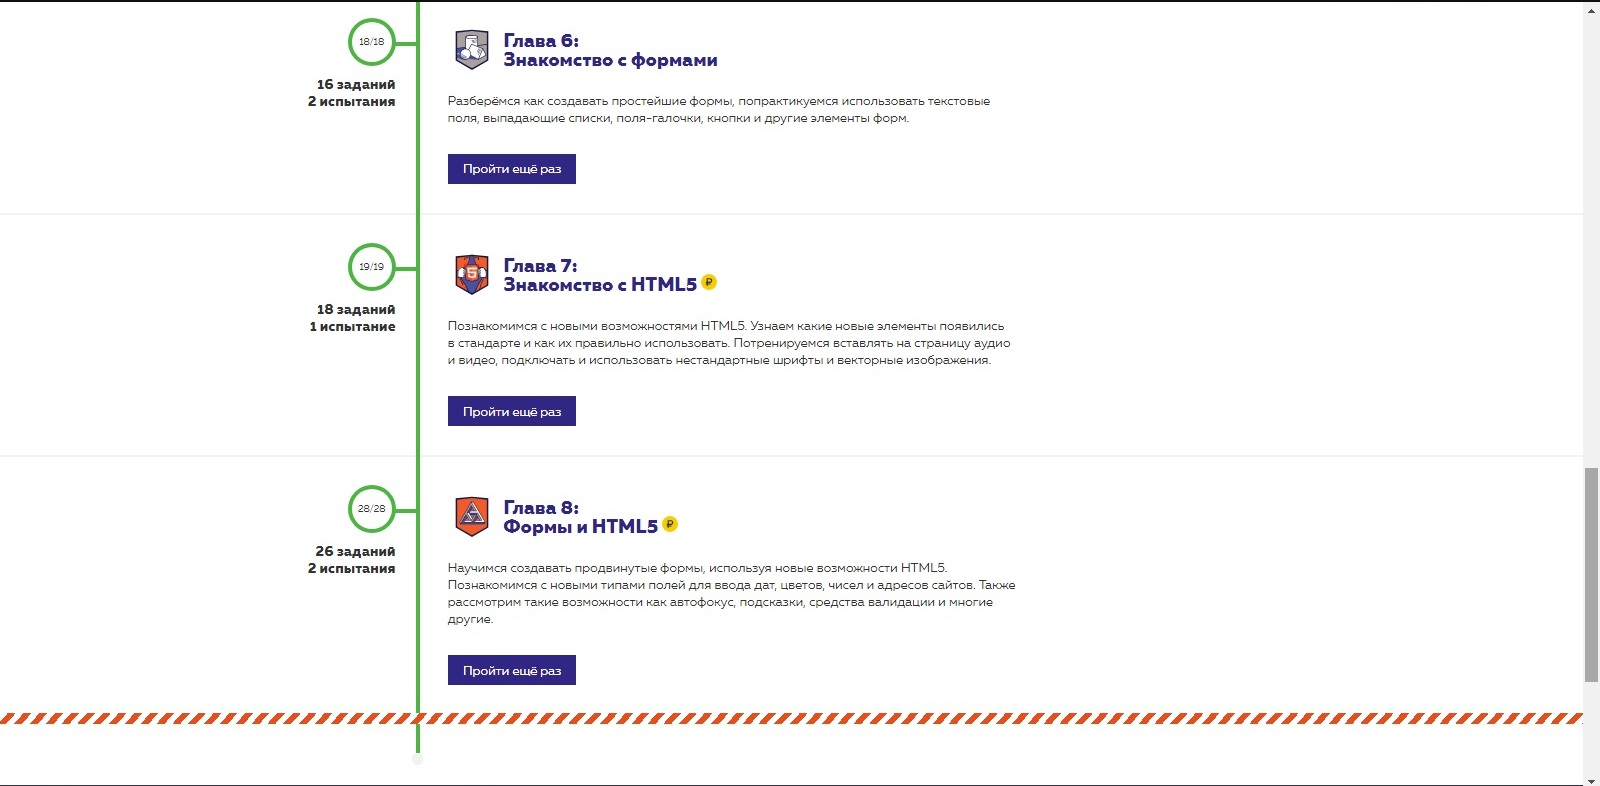 18/18
16 заданий
2 испытания
Глава 6:
Знакомство с формами
Разберёмся как создавать простейшие формы, попрактикуемся использовать текстовые
поля, выпадающие списки, поля-галочки, кнопки и другие элементы форм.
Пройти ещё раз
19/19
18 заданий
1 испытание
5
Глава 7:
Знакомство с HTML5 ₽
Познакомимся с новыми возможностями HTML5. Узнаем какие новые элементы появились
в стандарте и как их правильно использовать. Потренируемся вставлять на страницу аудио
и видео, подключать и использовать нестандартные шрифты и векторные изображения.
Пройти ещё раз
28/28
26 заданий
2 испытания
Глава 8:
Формы и HTML5 ₽
Научимся создавать продвинутые формы, используя новые возможности HTML5.
Познакомимся с новыми типами полей для ввода дат, цветов, чисел и адресов сайтов. Также
рассмотрим такие возможности как автофокус, подсказки, средства валидации и многие
другие.
Пройти ещё раз